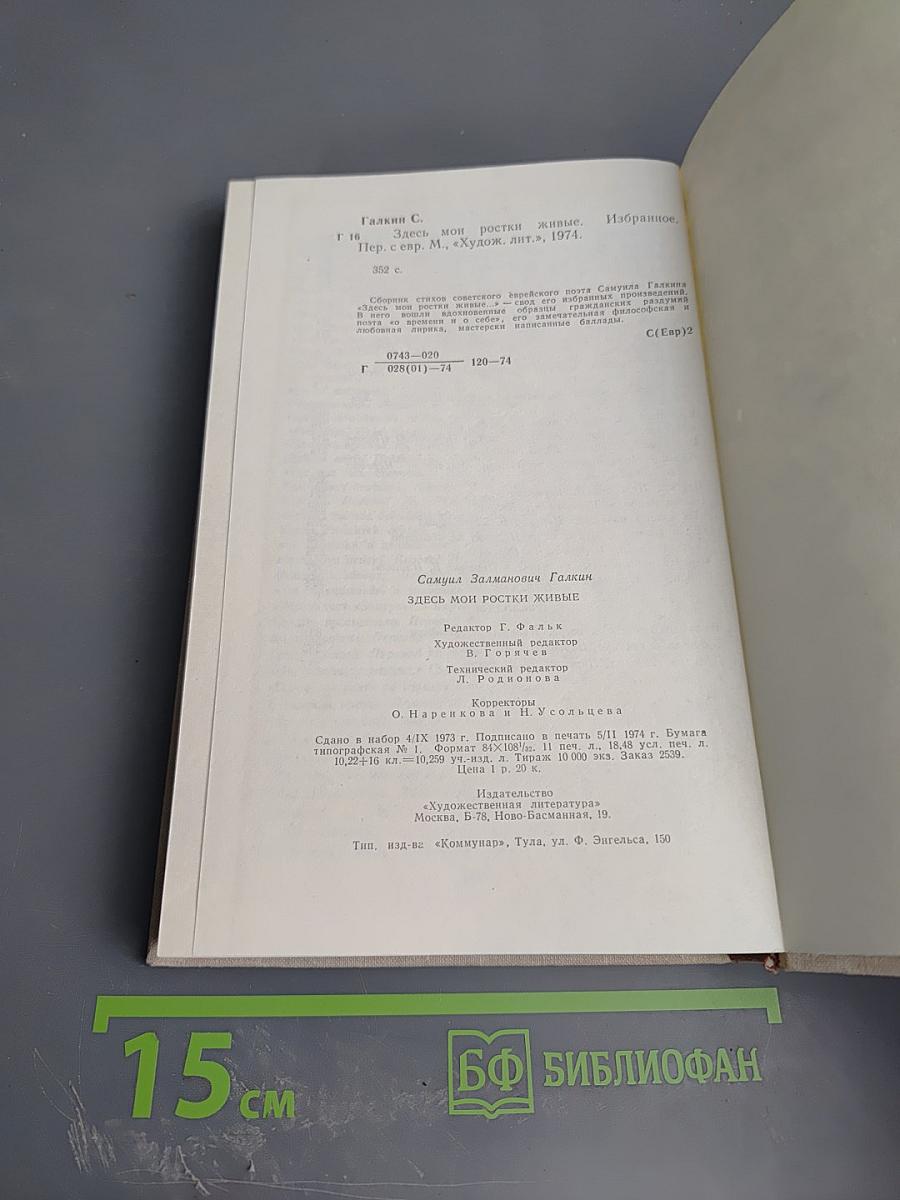 Галкин С.
Г 16 Здесь мои ростки живые. Избранное.
Пер. с евр. М., «Худож. лит.», 1974.
352 с.
Сборник стихов советского еврейского поэта Самуила Галкина
«Здесь мои ростки живые...» — свод его избранных произведений.
В него вошли вдохновенные образцы гражданских раздумий
поэта «о времени и о себе», его замечательная философская и
любовная лирика, мастерски написанные баллады.
С(Евр)2
0743—020
Г 120—74
028(01)—74
Самуил Залманович Галкин
ЗДЕСЬ МОИ РОСТКИ ЖИВЫЕ
Редактор Г. Фальк
Художественный редактор
В. Горячев
Технический редактор
Л. Родионова
Корректоры
О. Наренкова и Н. Усольцева
Сдано в набор 4/IX 1973 г. Подписано в печать 5/II 1974 г. Бумага
типографская № 1. Формат 84×108¹/₃₂. 11 печ. л., 18,48 усл. печ. л.
10,22+16 кл.=10,259 уч.-изд. л. Тираж 10 000 экз. Заказ 2539.
Цена 1 р. 20 к.
Издательство
«Художественная литература»
Москва, Б-78, Ново-Басманная, 19.
Тип. изд-ва «Коммунар», Тула, ул. Ф. Энгельса, 150
15 см
БФ БИБЛИОФАН